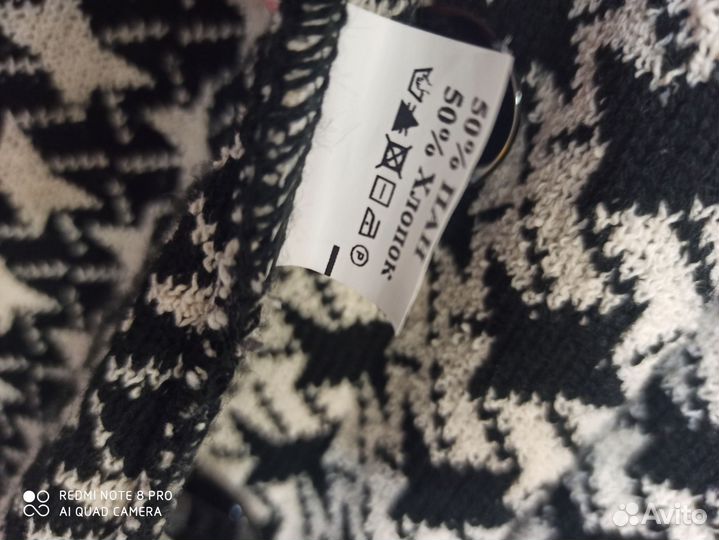 50% ПАН
50% Хлопок
P
REDMI NOTE 8 PRO
AI QUAD CAMERA
Avito